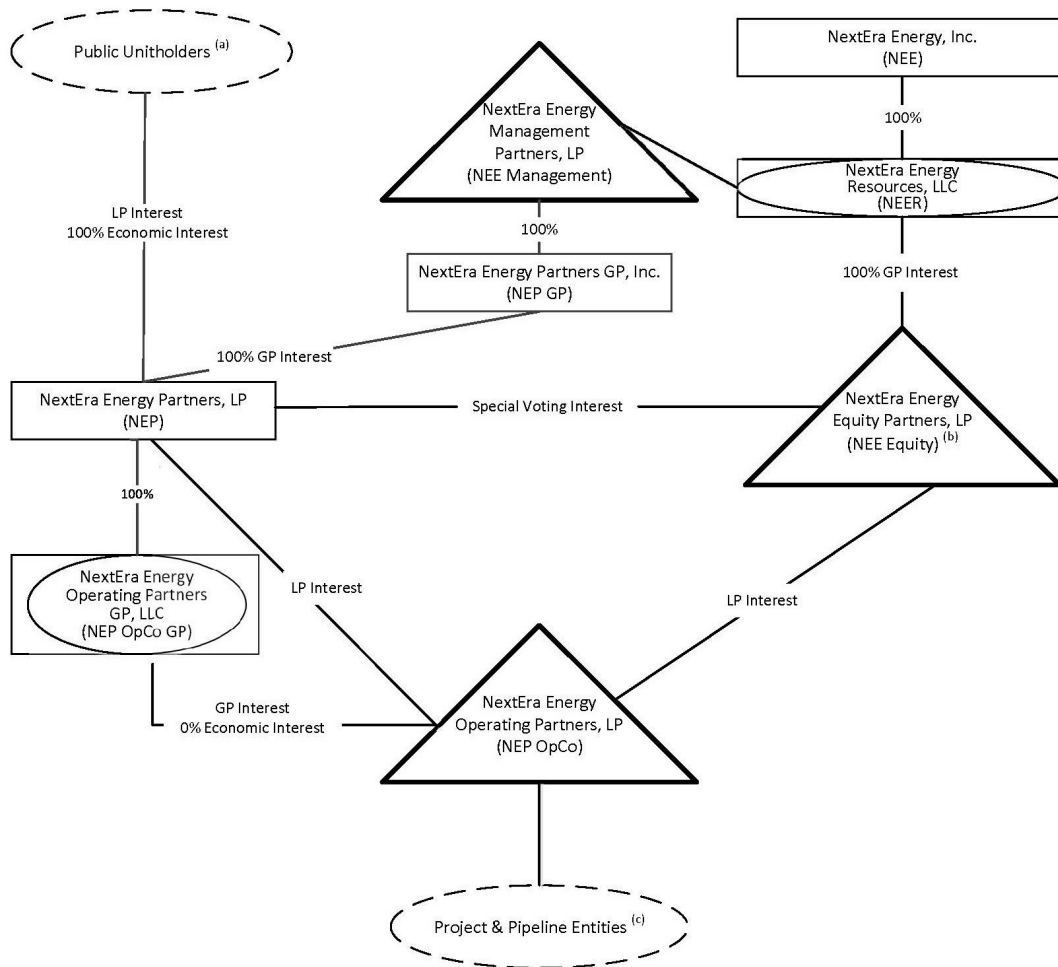 Public Unitholders (a)
NextEra Energy, Inc.
(NEE)
100%
NextEra Energy
Management
Partners, LP
(NEE Management)
NextEra Energy
Resources, LLC
(NEER)
LP Interest
100% Economic Interest
100%
NextEra Energy Partners GP, Inc.
(NEP GP)
100% GP Interest
100% GP Interest
NextEra Energy Partners, LP
(NEP)
Special Voting Interest
NextEra Energy
Equity Partners, LP
(NEE Equity) (b)
100%
NextEra Energy
Operating Partners
GP, LLC
(NEP OpCo GP)
LP Interest
LP Interest
GP Interest
0% Economic Interest
NextEra Energy
Operating Partners, LP
(NEP OpCo)
Project & Pipeline Entities (c)